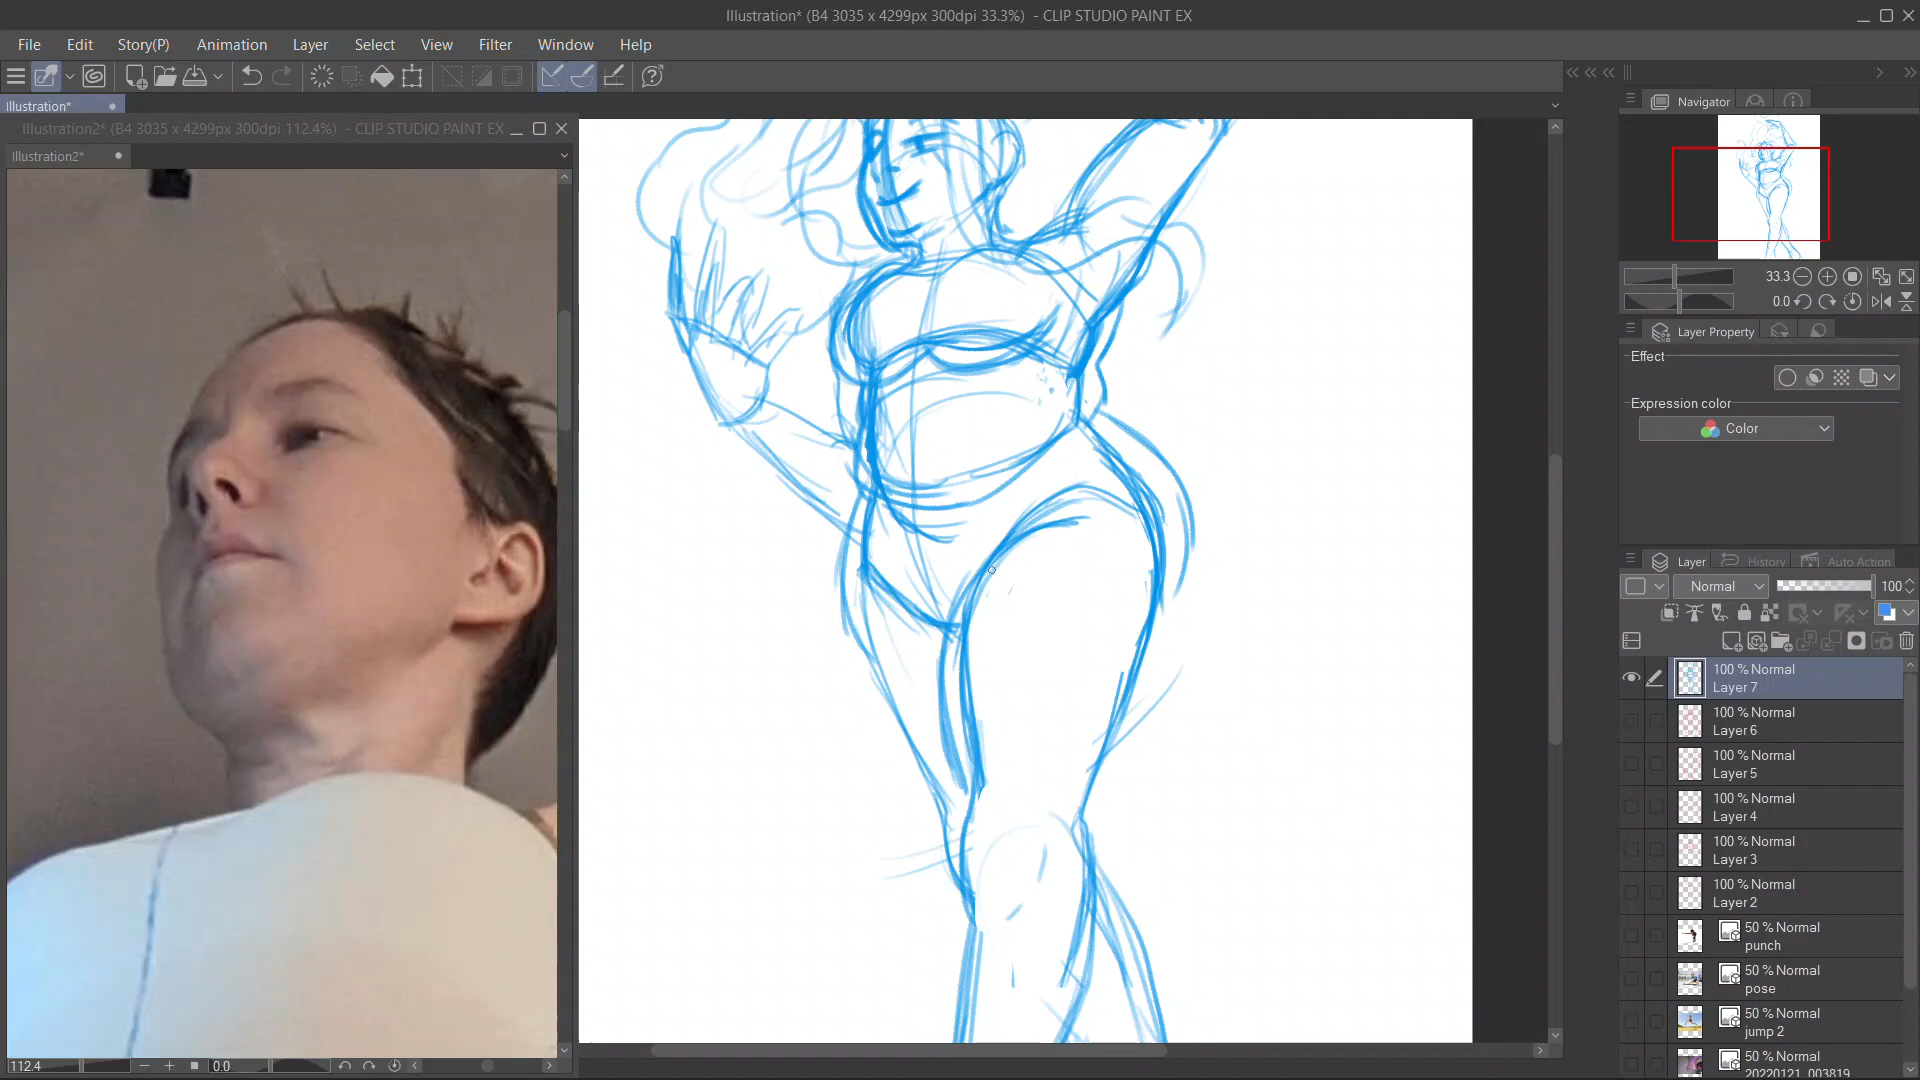 Illustration* (B4 3035 x 4299px 300dpi 33.3%) - CLIP STUDIO PAINT EX
File Edit Story(P) Animation Layer Select View Filter Window Help
Illustration*
Illustration2* (B4 3035 x 4299px 300dpi 112.4%) - CLIP STUDIO PAINT EX
Illustration2*
112.4
0.0
Navigator
33.3
0.0
Layer Property
Effect
Expression color
Color
Layer History Auto Action
Normal 100
100 % Normal
Layer 7
100 % Normal
Layer 6
100 % Normal
Layer 5
100 % Normal
Layer 4
100 % Normal
Layer 3
100 % Normal
Layer 2
50 % Normal
punch
50 % Normal
pose
50 % Normal
jump 2
50 % Normal
20220121_003819